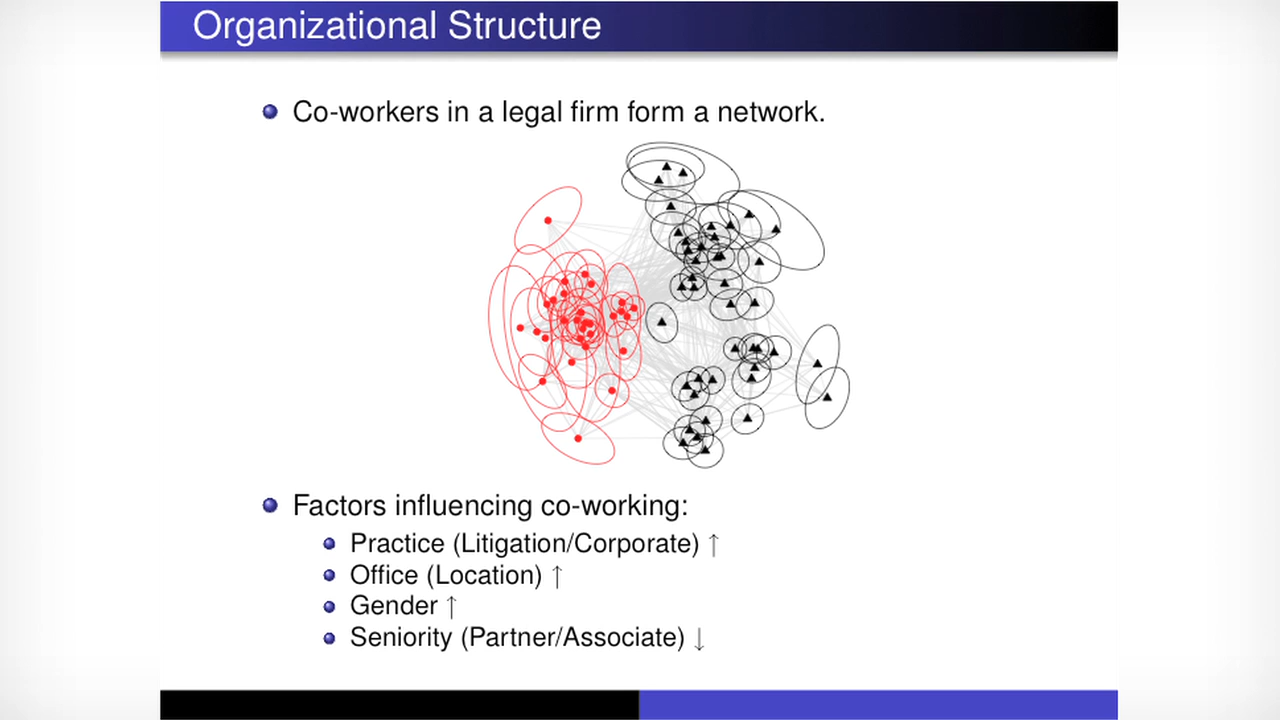 Organizational Structure
Co-workers in a legal firm form a network.
Factors influencing co-working:
Practice (Litigation/Corporate) ↑
Office (Location) ↑
Gender ↑
Seniority (Partner/Associate) ↓